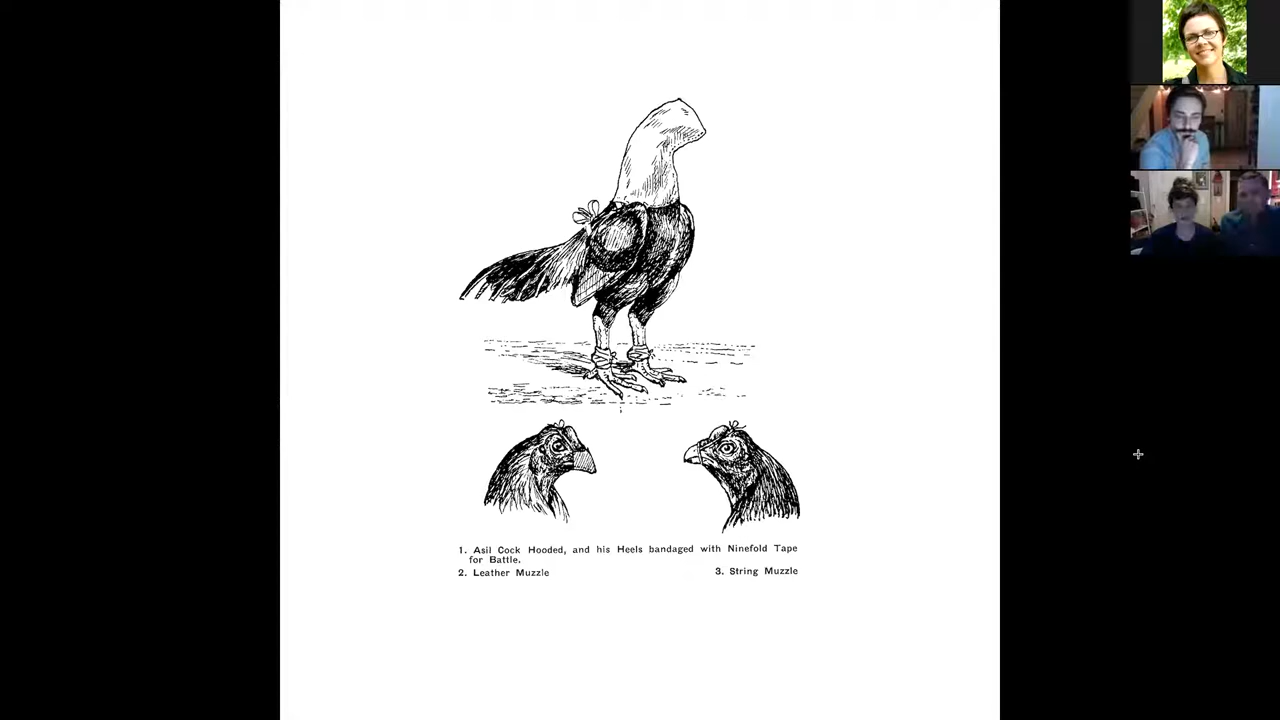 1. Asil Cock Hooded, and his Heels bandaged with Ninefold Tape
for Battle.
2. Leather Muzzle
3. String Muzzle